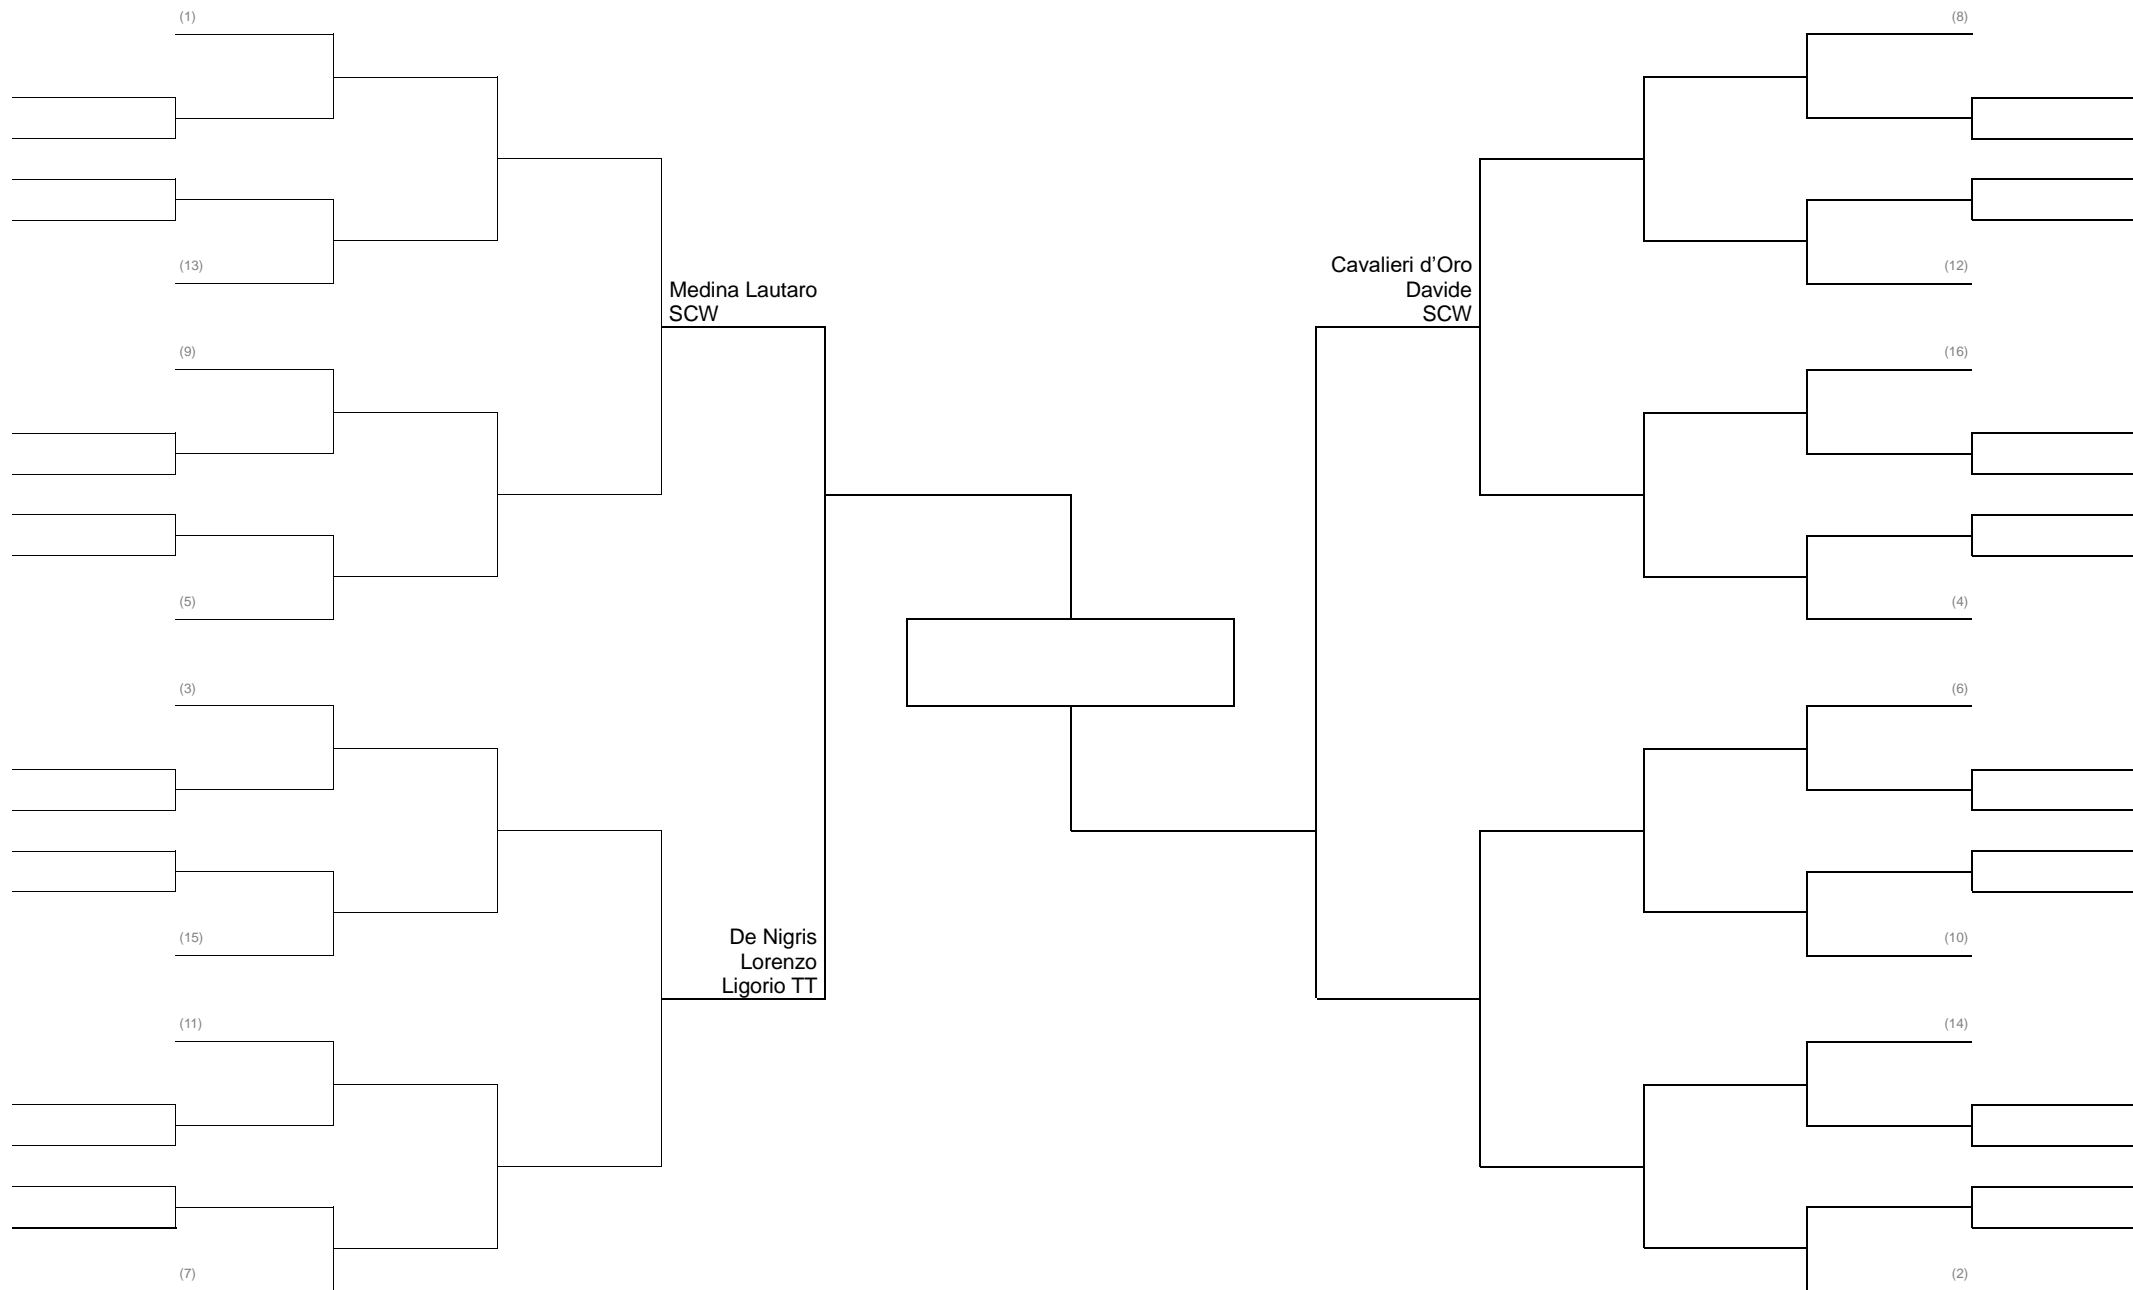 (1)
(8)
(13)
(12)
Medina Lautaro
SCW
Cavalieri d’Oro
Davide
SCW
(9)
(16)
(5)
(4)
(3)
(6)
(15)
(10)
De Nigris
Lorenzo
Ligorio TT
(11)
(14)
(7)
(2)